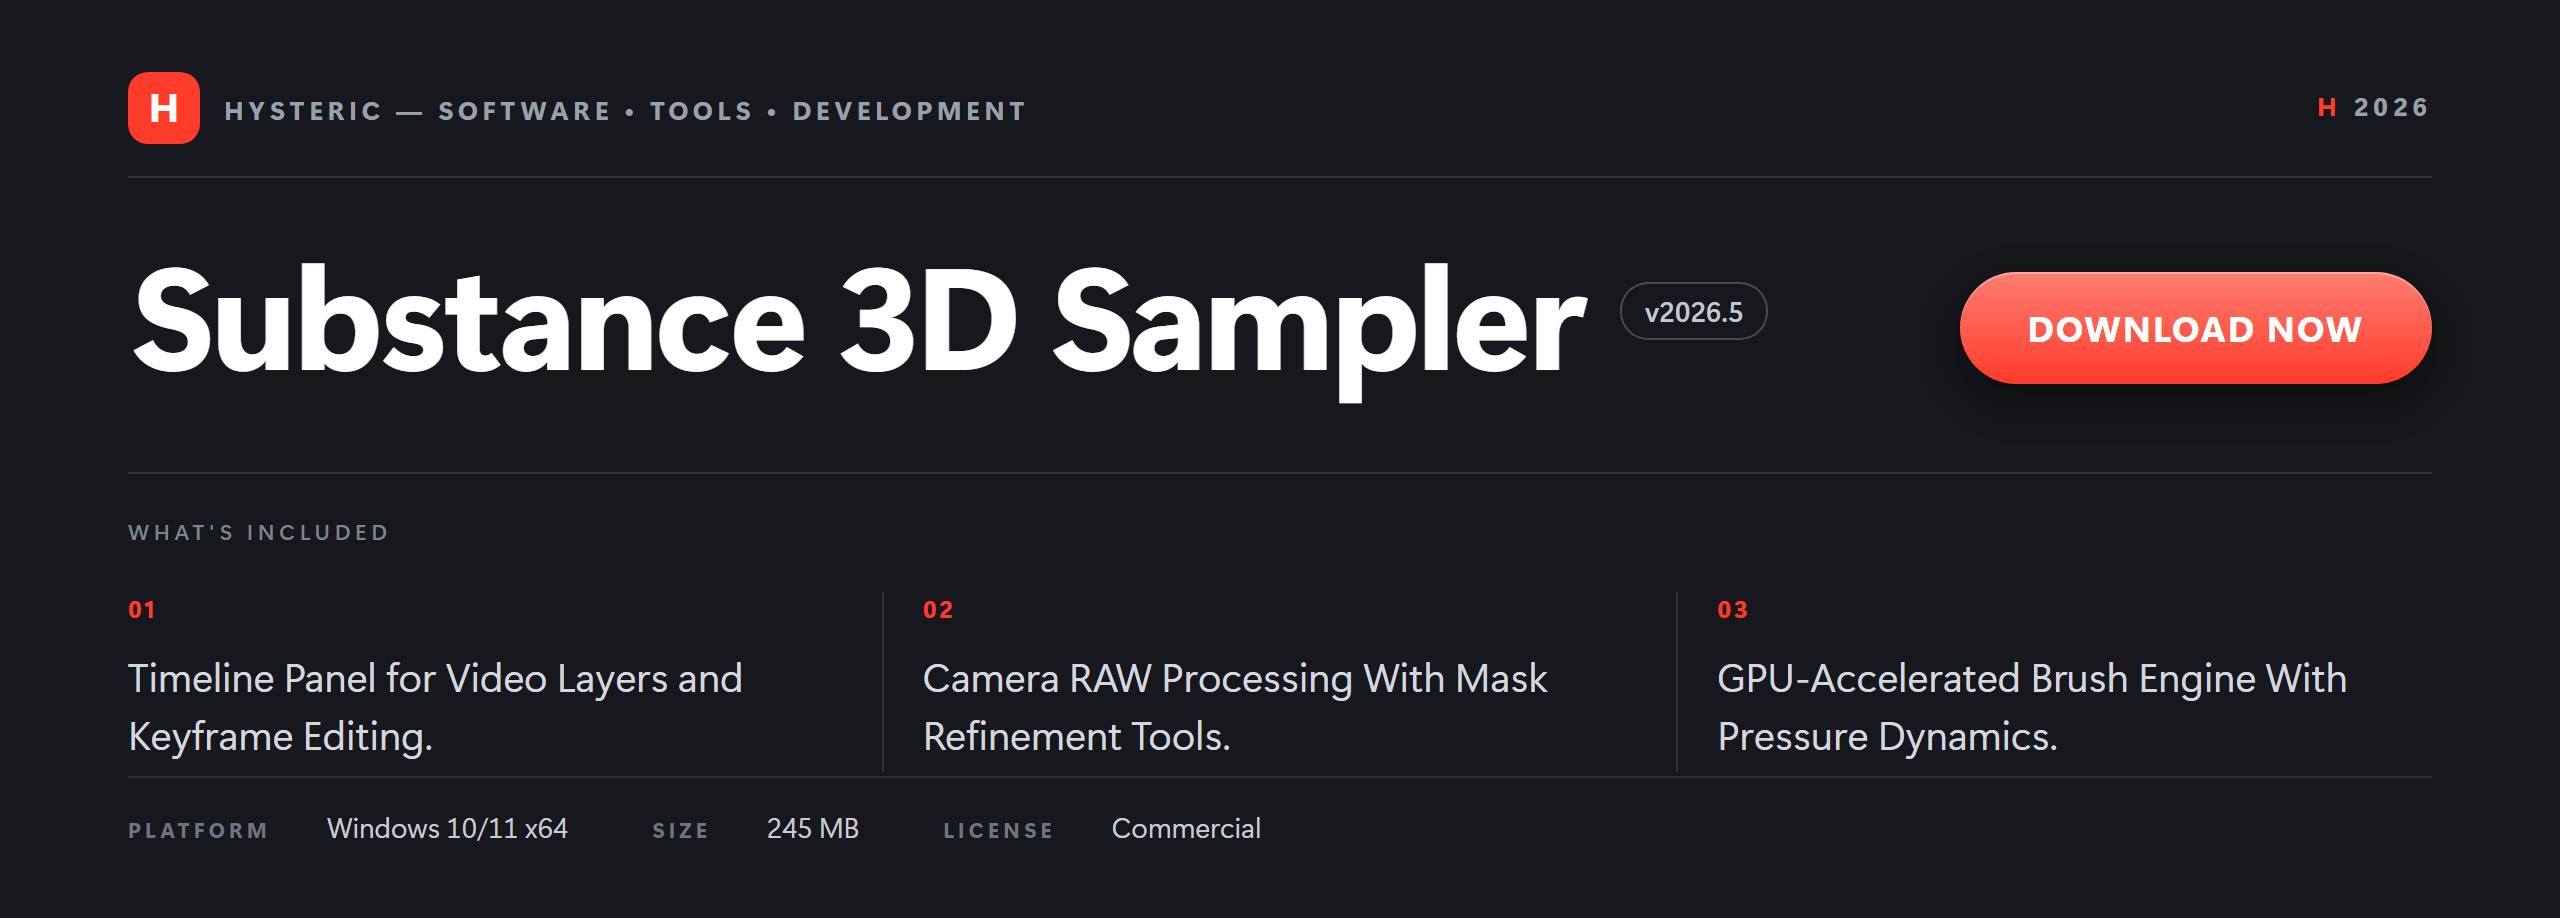 H HYSTERIC — SOFTWARE • TOOLS • DEVELOPMENT
H 2026
Substance 3D Sampler v2026.5
DOWNLOAD NOW
WHAT'S INCLUDED
01
Timeline Panel for Video Layers and
Keyframe Editing.
02
Camera RAW Processing With Mask
Refinement Tools.
03
GPU-Accelerated Brush Engine With
Pressure Dynamics.
PLATFORM Windows 10/11 x64 SIZE 245 MB LICENSE Commercial